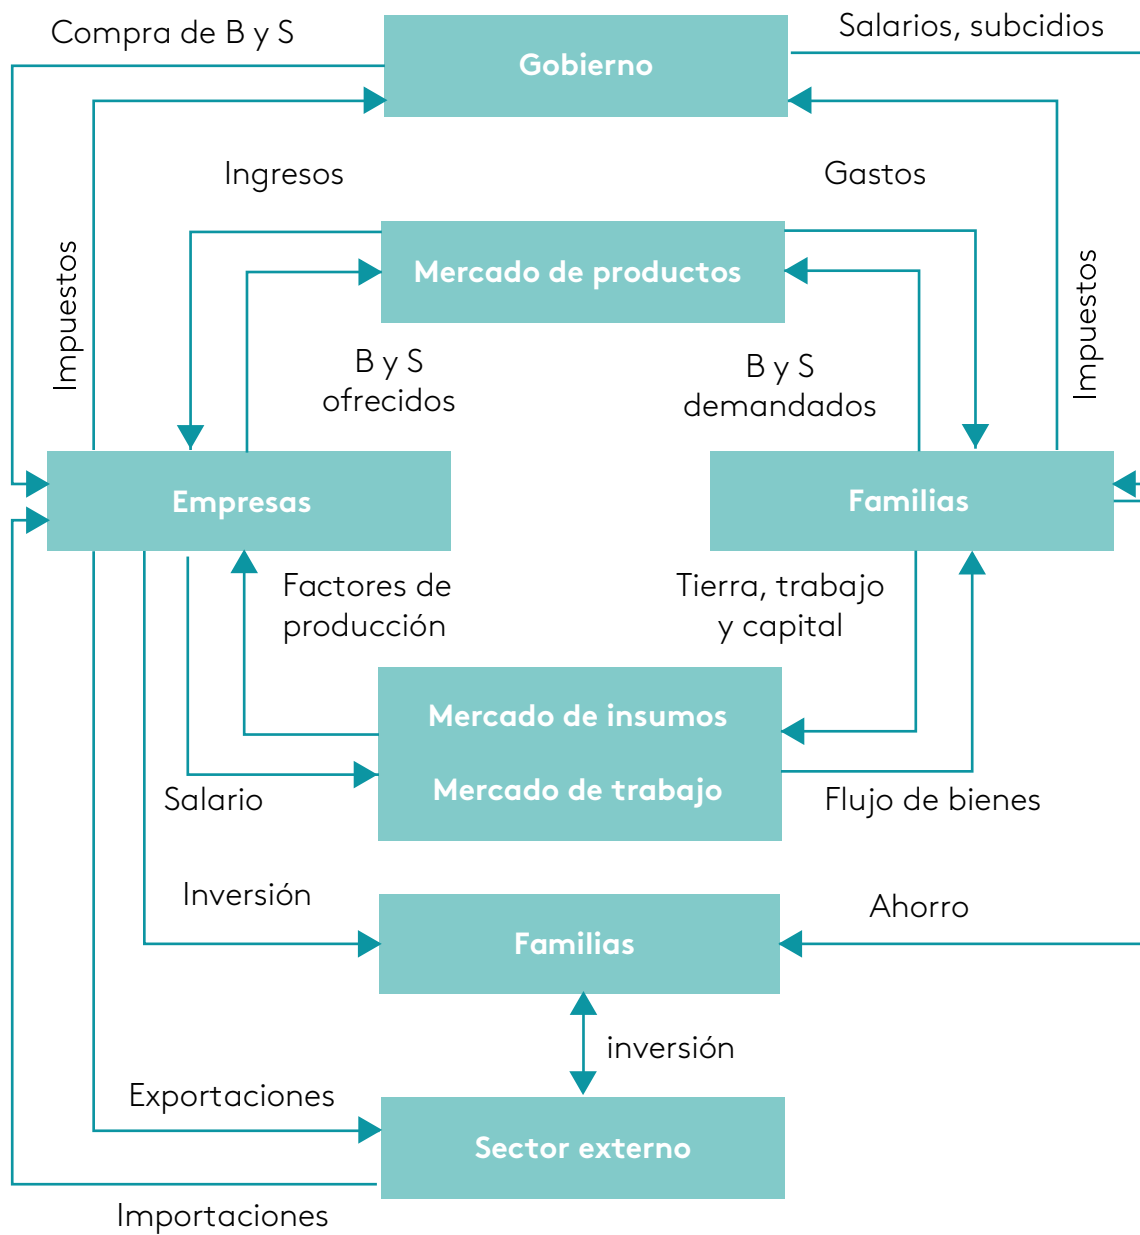 Compra de B y S
Salarios, subcidios
Gobierno
Ingresos
Gastos
Impuestos
Mercado de productos
Impuestos
B y S
ofrecidos
B y S
demandados
Empresas
Familias
Factores de
producción
Tierra, trabajo
y capital
Mercado de insumos
Mercado de trabajo
Salario
Flujo de bienes
Inversión
Ahorro
Familias
inversión
Exportaciones
Sector externo
Importaciones